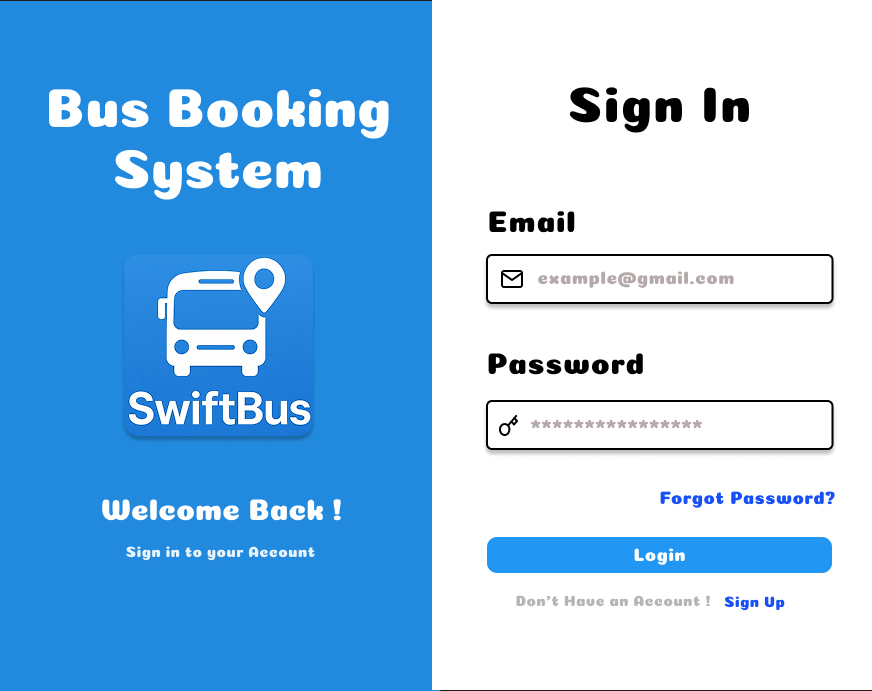 Bus Booking
System
SwiftBus
Welcome Back !
Sign in to your Account
Sign In
Email
example@gmail.com
Password
****************
Forgot Password?
Login
Don't Have an Account ! Sign Up